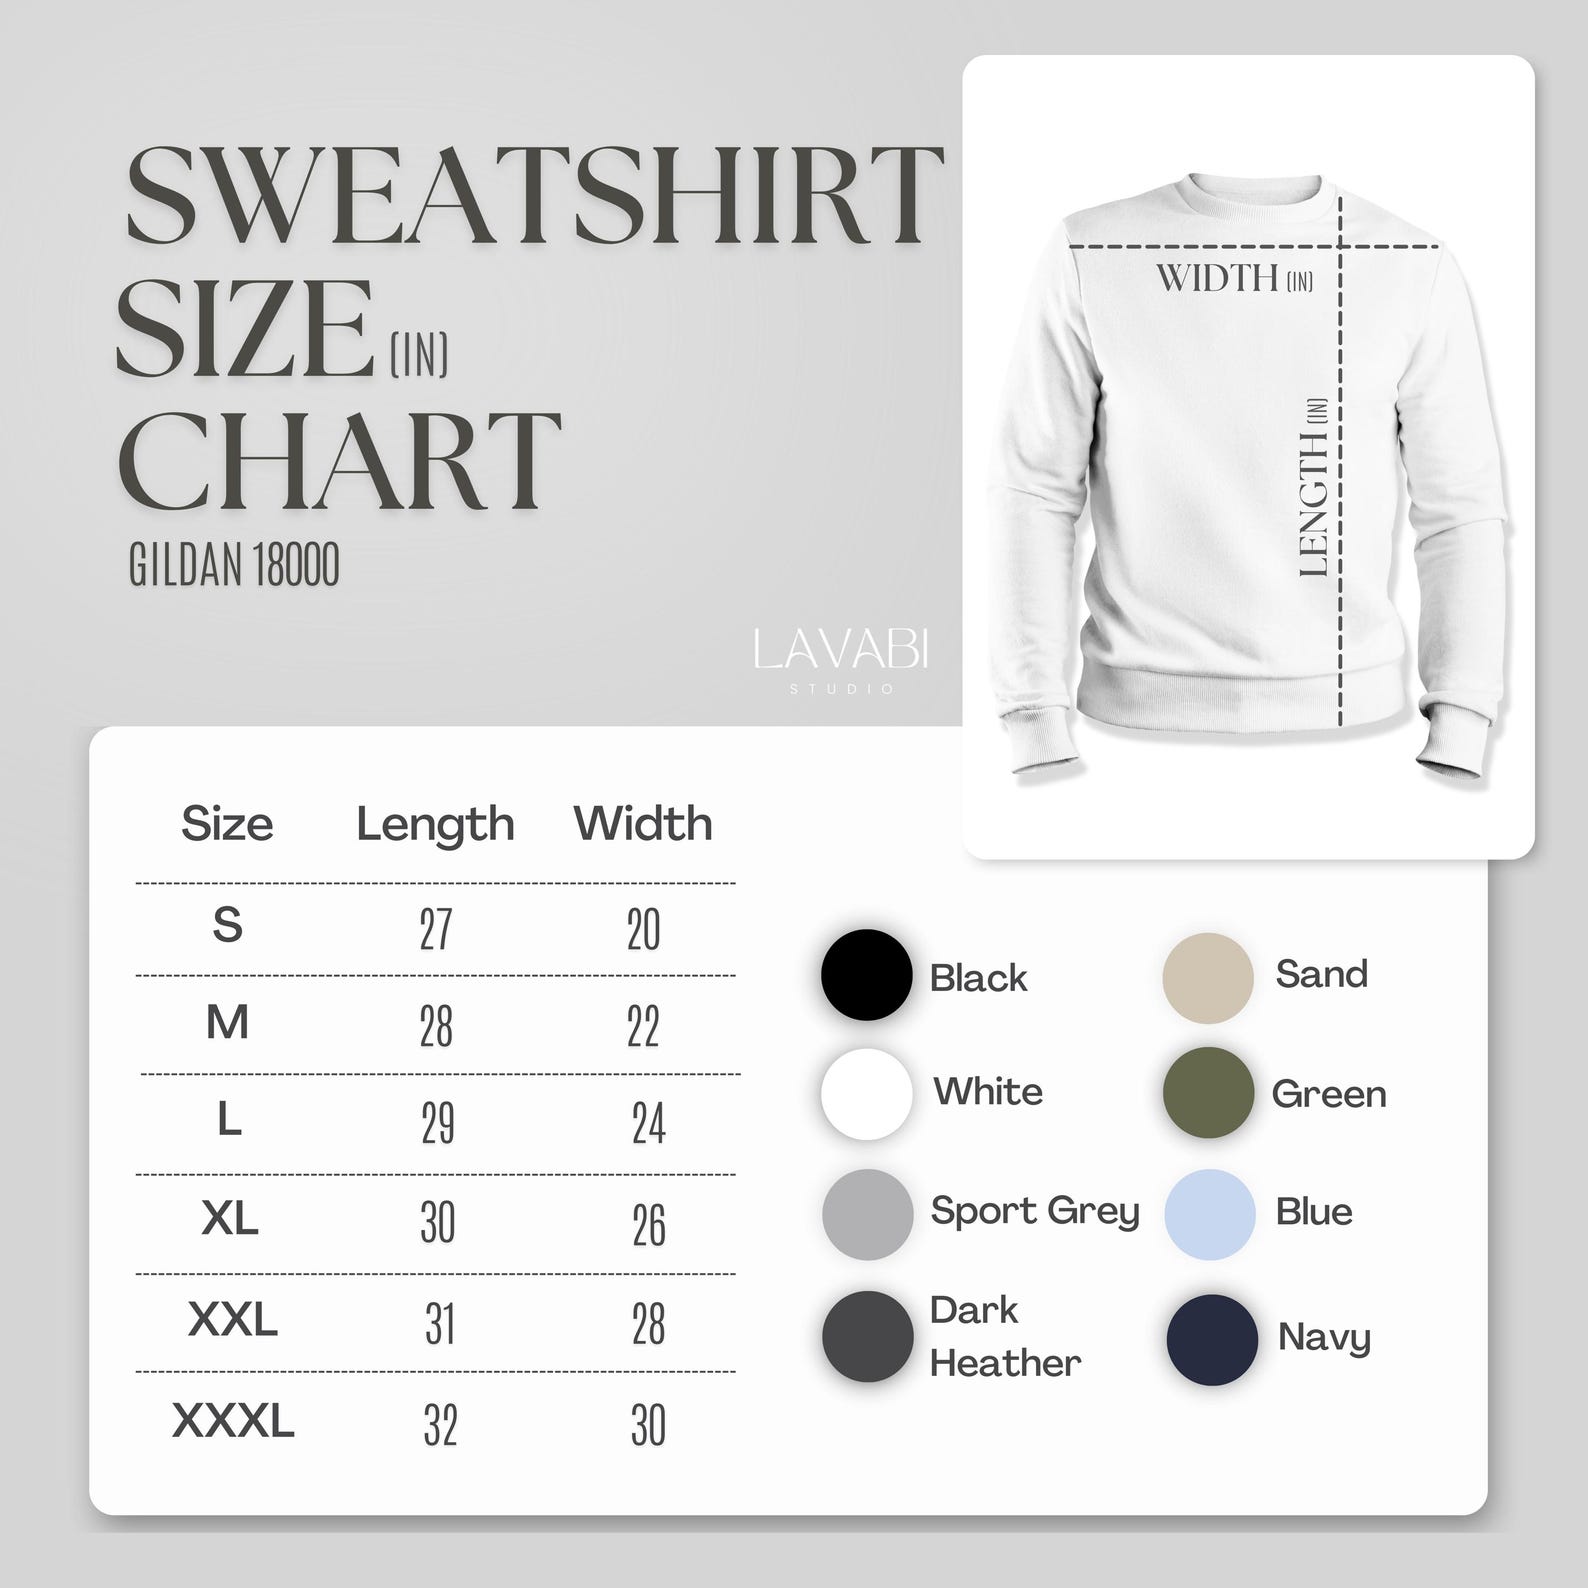 SWEATSHIRT
SIZE (IN)
CHART
GILDAN 18000
LAVABI
STUDIO
WIDTH (IN)
LENGTH (IN)
Size Length Width
S 27 20
M 28 22
L 29 24
XL 30 26
XXL 31 28
XXXL 32 30
Black
White
Sport Grey
Dark
Heather
Sand
Green
Blue
Navy